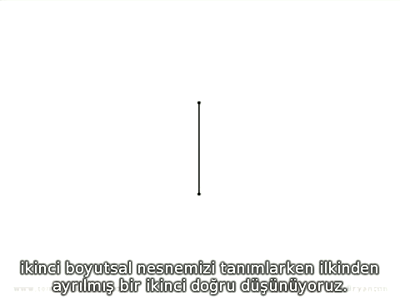 ikinci boyutsal nesnemizi tanımlarken ilkinden
ayrılmış bir ikinci doğru düşünüyoruz.